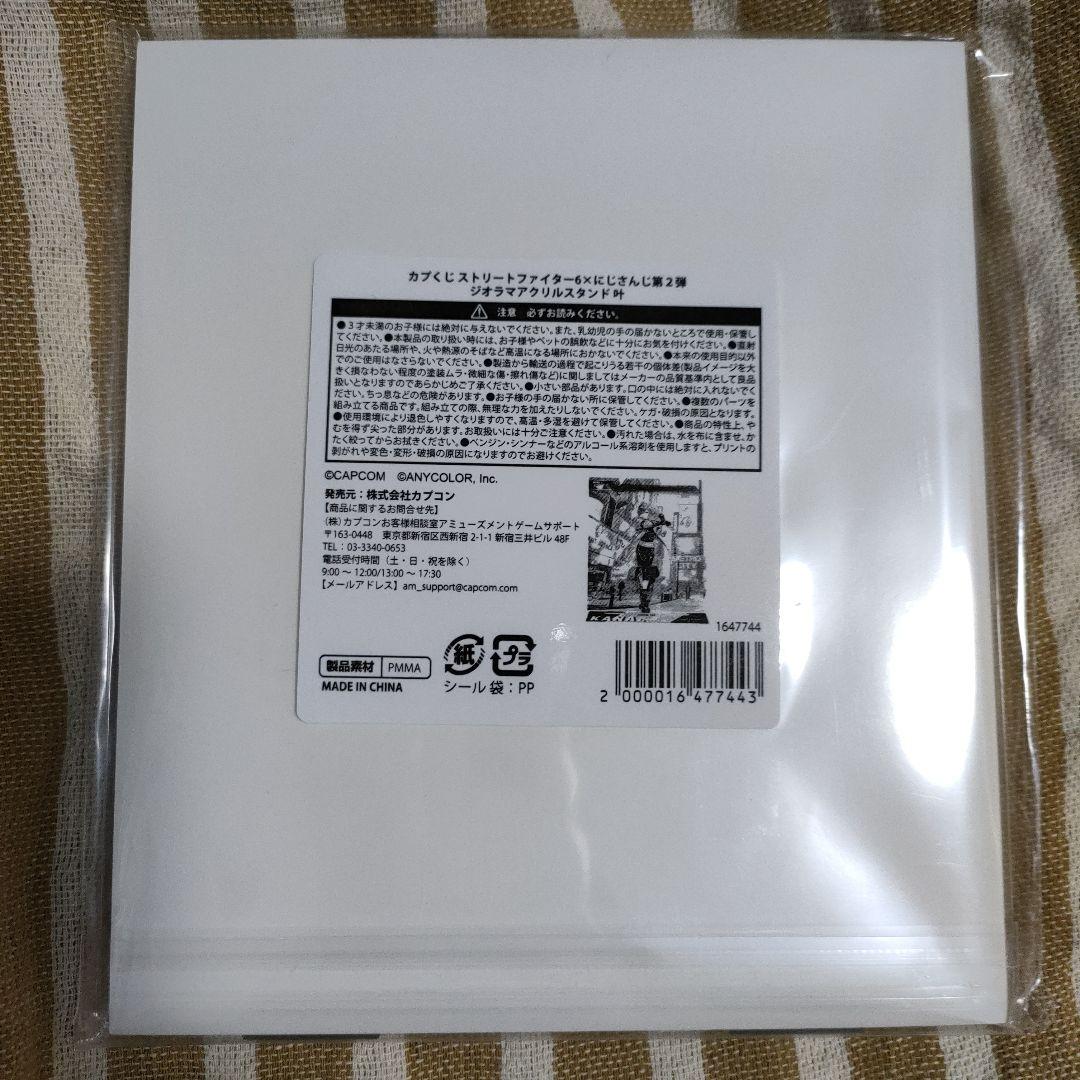 カプくじ ストリートファイター6×にじさんじ第2弾
ジオラマアクリルスタンド 叶
注意 必ずお読みください。
●3才未満のお子様には絶対に与えないでください。また、乳幼児の手の届かないところで使用・保管し
てください。●本製品の取り扱い時には、お子様やペットの誤飲などに十分にお気を付けください。●直射
日光のあたる場所や、火や熱源のそばなど高温になる場所におかないでください。●本来の使用目的以外
でのご使用はなさらないでください。●製造から輸送の過程で起こりうる若干の個体差(製品イメージを大
きく損なわない程度の塗装ムラ・微細な傷・擦れ傷など)に関しましてはメーカーの品質基準内として良品
扱いとなりますのであらかじめご了承ください。●小さい部品があります。口の中には絶対に入れないでく
ださい。ちっ息などの危険があります。●お子様の手の届かない所に保管してください。●複数のパーツを
組み立てる商品です。組み立ての際、無理な力を加えたりしないでください。ケガ・破損の原因となります。
●使用環境により退色しやすくなりますので、高温・多湿を避けて保管してください。●商品の特性上、や
むを得ず尖った部分があります。お取扱いには十分ご注意ください。●汚れた場合は、水を布に含ませ、か
たく絞ってからお拭きください。●ベンジン・シンナーなどのアルコール系溶剤を使用しますと、プリントの
剥がれや変色・変形・破損の原因になりますのでお避けください。
©CAPCOM ©ANYCOLOR, Inc.
発売元：株式会社カプコン
【商品に関するお問合せ先】
(株) カプコンお客様相談室アミューズメントゲームサポート
〒163-0448 東京都新宿区西新宿 2-1-1 新宿三井ビル 48F
TEL：03-3340-0653
電話受付時間（土・日・祝を除く）
9:00 ～ 12:00/13:00 ～ 17:30
【メールアドレス】am_support@capcom.com
1647744
製品素材 PMMA
MADE IN CHINA
紙 プラ
シール 袋：PP
2 000016 477443